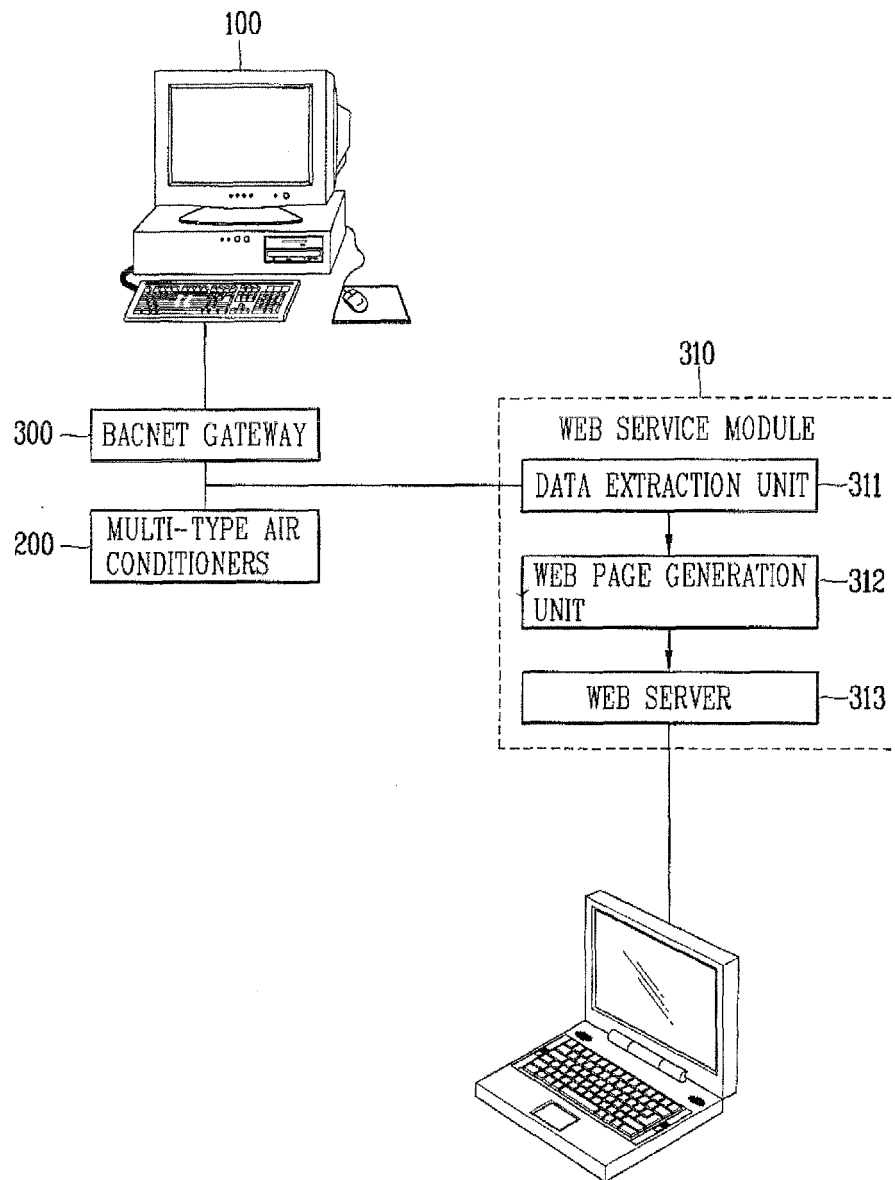 100
310
300
BACNET GATEWAY
WEB SERVICE MODULE
DATA EXTRACTION UNIT
311
200
MULTI-TYPE AIR
CONDITIONERS
WEB PAGE GENERATION
UNIT
312
WEB SERVER
313